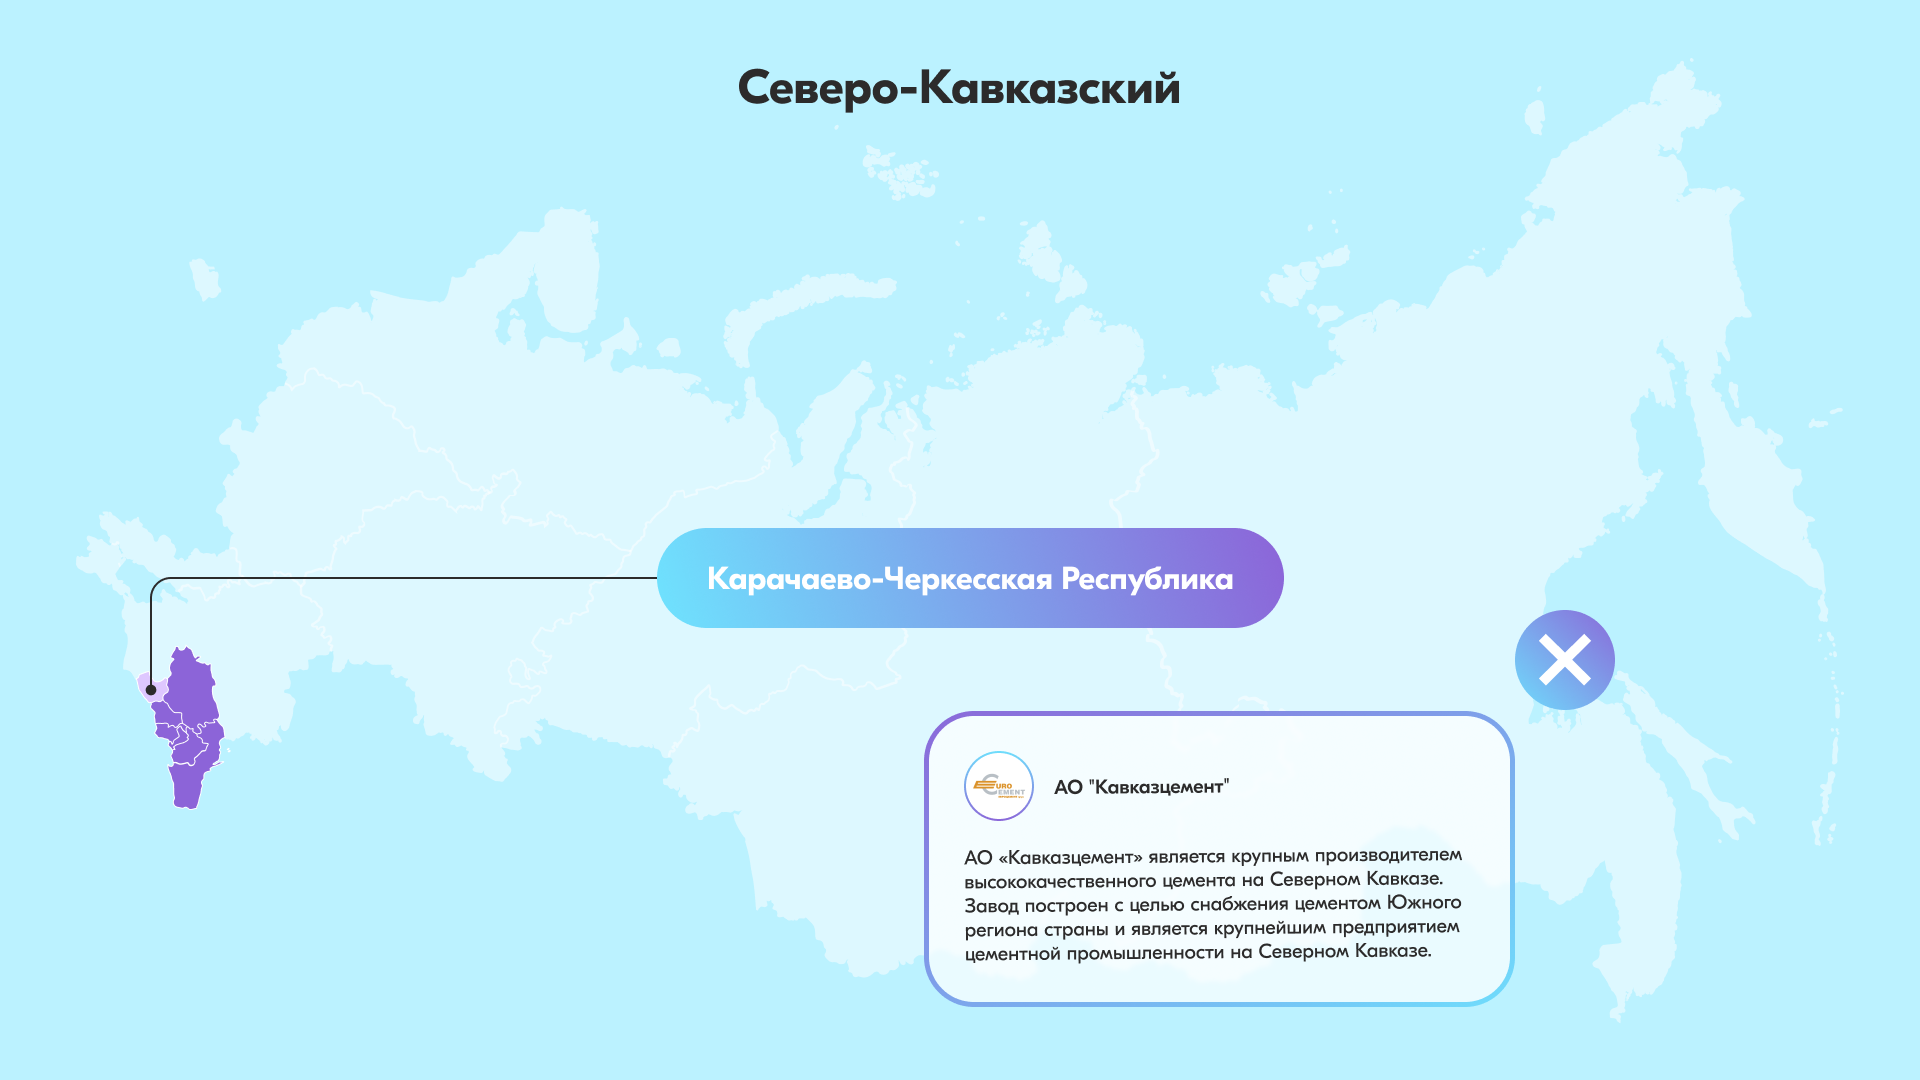 Северо-Кавказский
Карачаево-Черкесская Республика
EURO
CEMENT
АО "Кавказцемент"
АО «Кавказцемент» является крупным производителем
высококачественного цемента на Северном Кавказе.
Завод построен с целью снабжения цементом Южного
региона страны и является крупнейшим предприятием
цементной промышленности на Северном Кавказе.